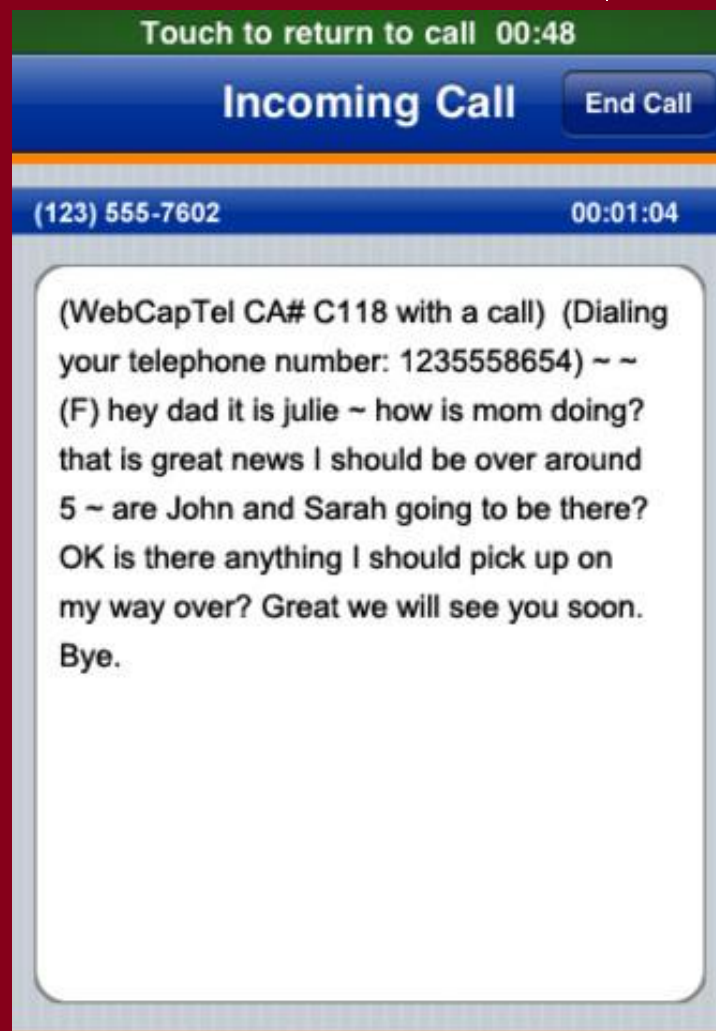 Touch to return to call 00:48
Incoming Call
End Call
(123) 555-7602 00:01:04
(WebCapTel CA# C118 with a call) (Dialing
your telephone number: 1235558654) ~ ~
(F) hey dad it is julie ~ how is mom doing?
that is great news I should be over around
5 ~ are John and Sarah going to be there?
OK is there anything I should pick up on
my way over? Great we will see you soon.
Bye.